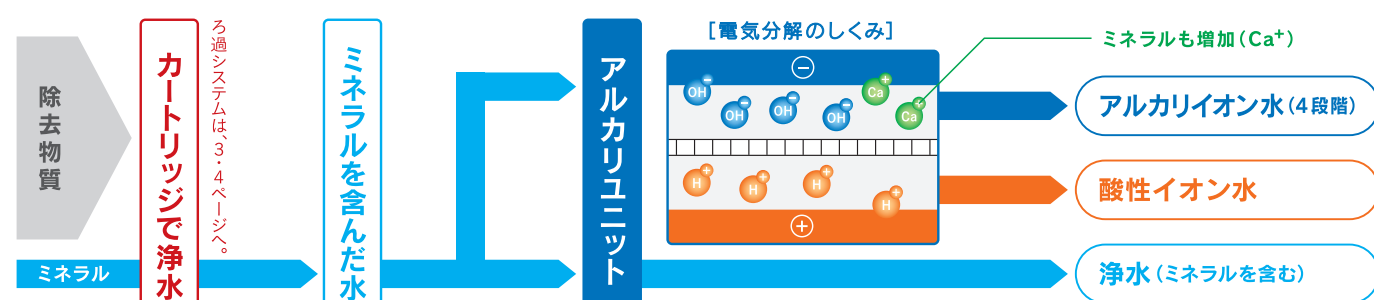 除去物質
ミネラル
カートリッジで浄水
ろ過システムは、3・4ページへ。
ミネラルを含んだ水
アルカリユニット
［電気分解のしくみ］
−
OH−
OH−
OH−
OH−
Ca+
Ca+
H+
H+
H+
H+
+
ミネラルも増加（Ca+）
アルカリイオン水（4段階）
酸性イオン水
浄水（ミネラルを含む）